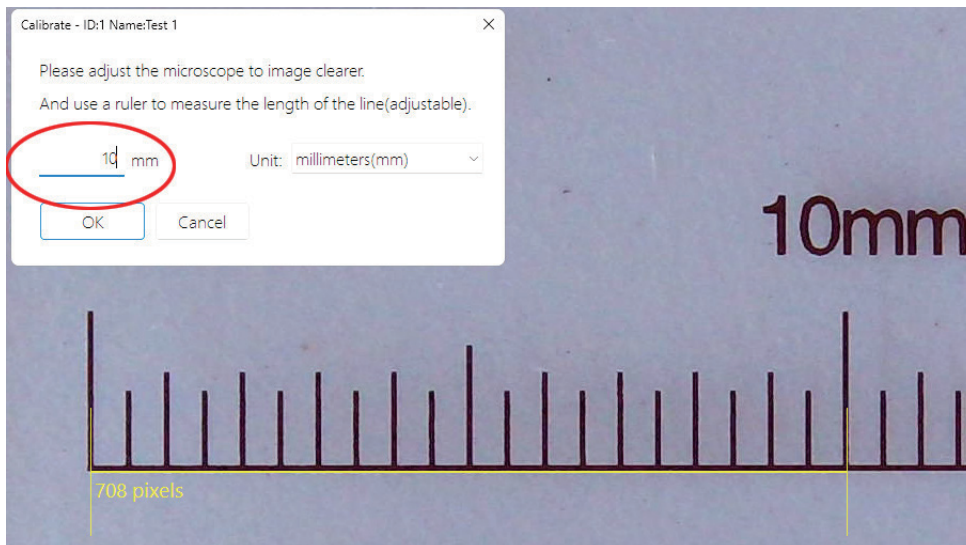 Calibrate - ID:1 Name:Test 1
Please adjust the microscope to image clearer.
And use a ruler to measure the length of the line(adjustable).
10 mm Unit: millimeters(mm)
OK Cancel
10mm
708 pixels